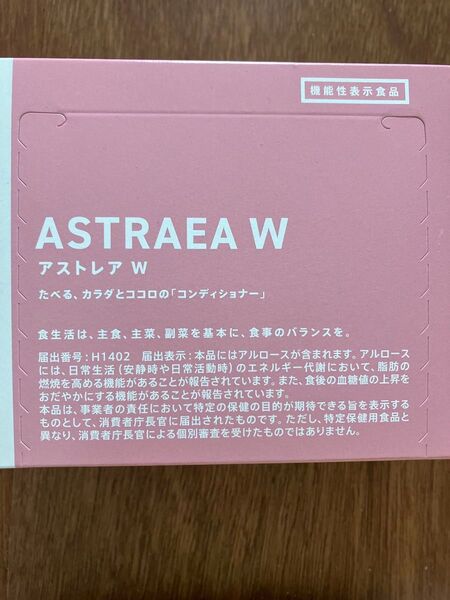 機能性表示食品
ASTRAEA W
アストレア W
たべる、カラダとココロの「コンディショナー」
食生活は、主食、主菜、副菜を基本に、食事のバランスを。
届出番号：H1402　届出表示：本品にはアルロースが含まれます。アルロース
には、日常生活（安静時や日常活動時）のエネルギー代謝において、脂肪の
燃焼を高める機能があることが報告されています。また、食後の血糖値の上昇を
おだやかにする機能があることが報告されています。
本品は、事業者の責任において特定の保健の目的が期待できる旨を表示する
ものとして、消費者庁長官に届出されたものです。ただし、特定保健用食品と
異なり、消費者庁長官による個別審査を受けたものではありません。